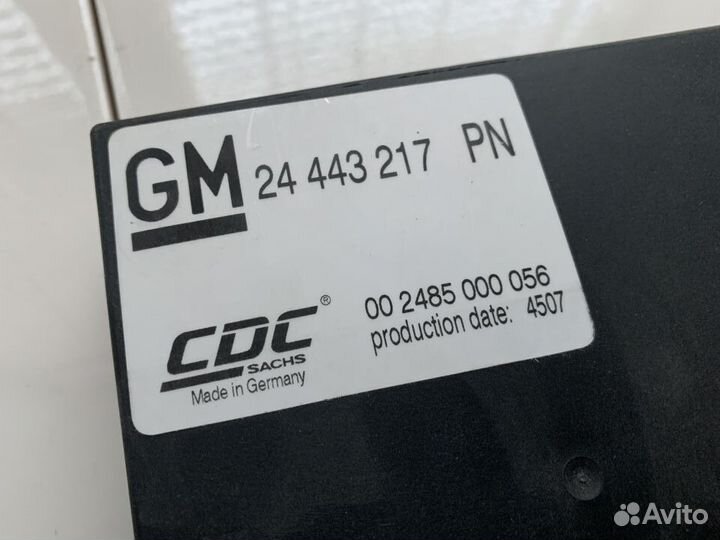 GM 24 443 217 PN
CDC®
SACHS
Made in Germany
00 2485 000 056
production date: 4507
Avito